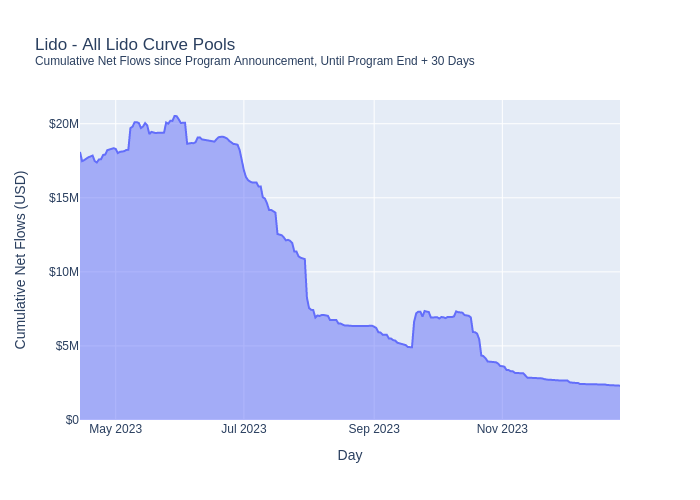 Lido - All Lido Curve Pools
Cumulative Net Flows since Program Announcement, Until Program End + 30 Days
Cumulative Net Flows (USD)
$20M
$15M
$10M
$5M
$0
May 2023
Jul 2023
Sep 2023
Nov 2023
Day